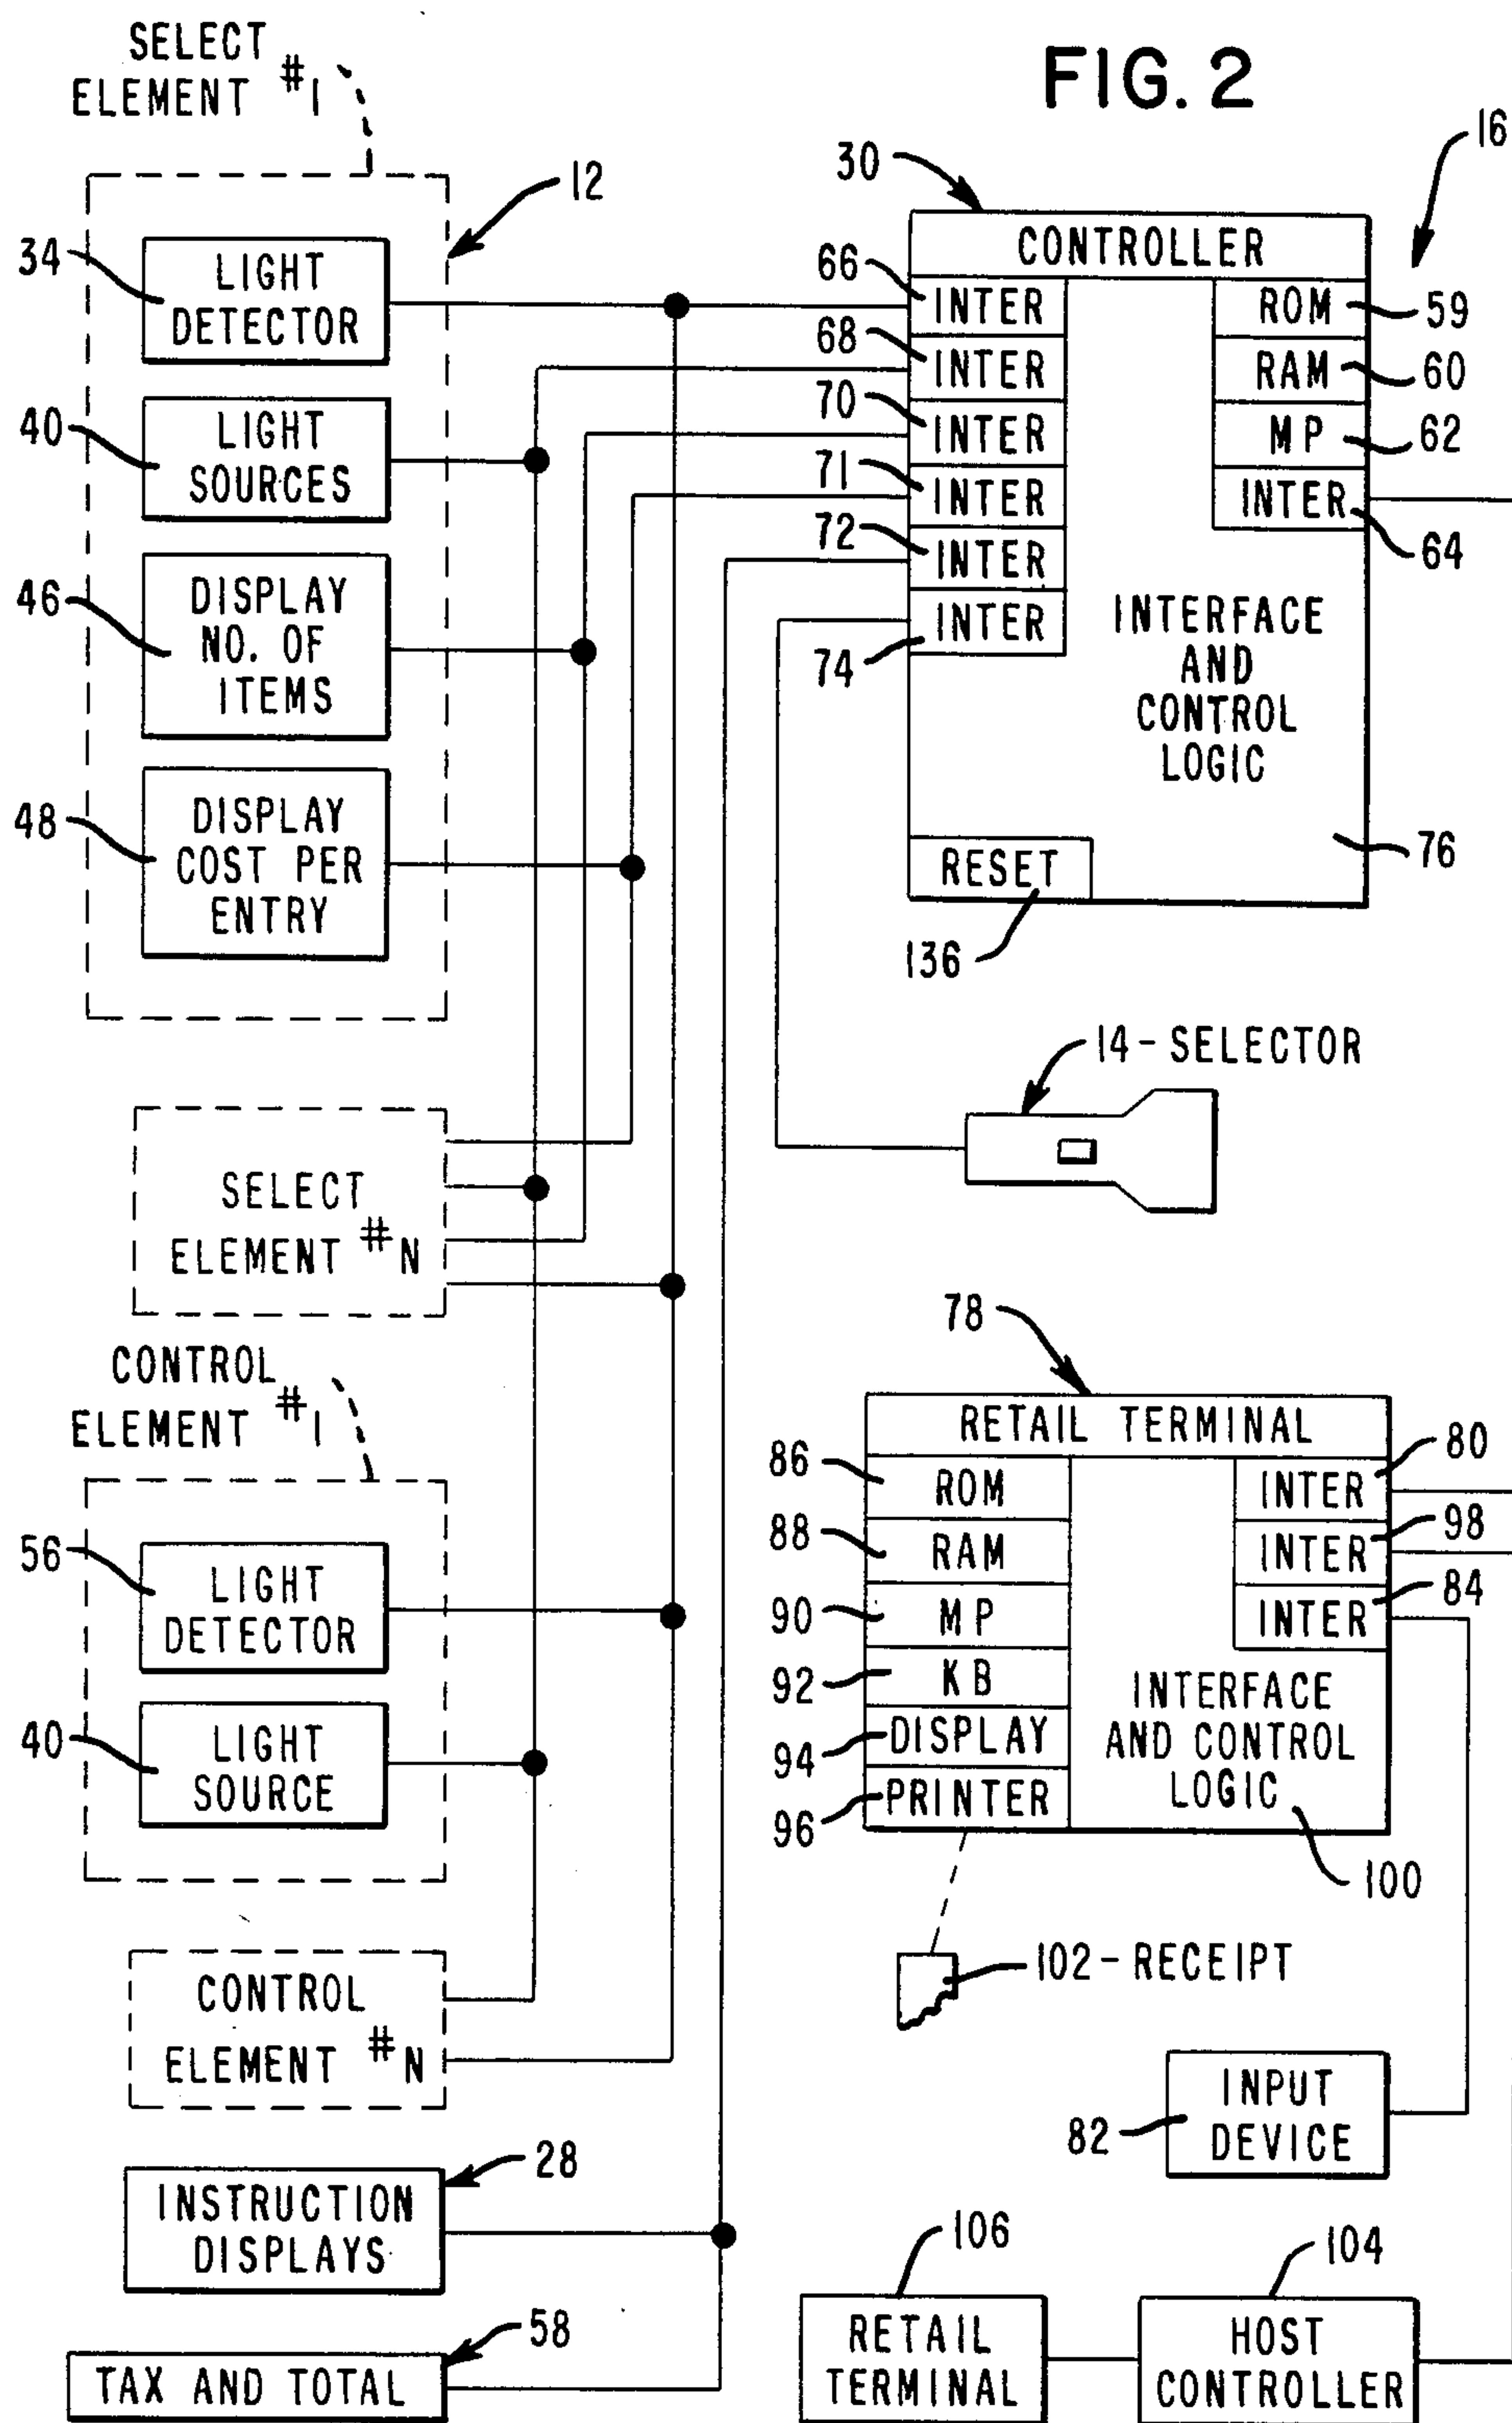 FIG. 2
SELECT
ELEMENT #1
12
34
LIGHT
DETECTOR
40
LIGHT
SOURCES
46
DISPLAY
NO. OF
ITEMS
48
DISPLAY
COST PER
ENTRY
SELECT
ELEMENT #N
CONTROL
ELEMENT #1
56
LIGHT
DETECTOR
40
LIGHT
SOURCE
CONTROL
ELEMENT #N
28
INSTRUCTION
DISPLAYS
58
TAX AND TOTAL
16
30
CONTROLLER
66
INTER
68
INTER
70
INTER
71
INTER
72
INTER
74
INTER
ROM
59
RAM
60
MP
62
INTER
64
INTERFACE
AND
CONTROL
LOGIC
76
RESET
136
14-SELECTOR
78
RETAIL TERMINAL
86
ROM
88
RAM
90
MP
92
KB
94
DISPLAY
96
PRINTER
80
INTER
98
INTER
84
INTER
INTERFACE
AND CONTROL
LOGIC
100
102-RECEIPT
82
INPUT
DEVICE
106
RETAIL
TERMINAL
104
HOST
CONTROLLER